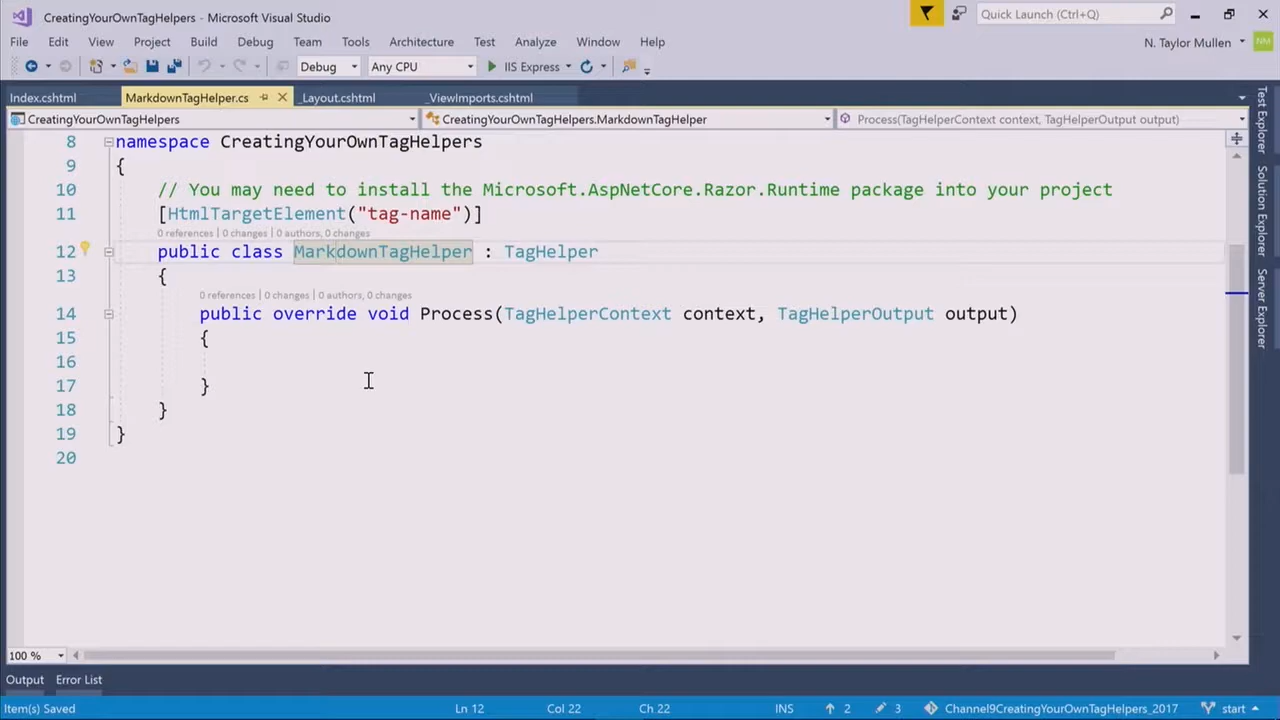 CreatingYourOwnTagHelpers - Microsoft Visual Studio
Quick Launch (Ctrl+Q)
File Edit View Project Build Debug Team Tools Architecture Test Analyze Window Help
N. Taylor Mullen NM
Debug Any CPU IIS Express
Index.cshtml MarkdownTagHelper.cs _Layout.cshtml _ViewImports.cshtml
CreatingYourOwnTagHelpers CreatingYourOwnTagHelpers.MarkdownTagHelper Process(TagHelperContext context, TagHelperOutput output)
8 namespace CreatingYourOwnTagHelpers
9 {
10 // You may need to install the Microsoft.AspNetCore.Razor.Runtime package into your project
11 [HtmlTargetElement("tag-name")]
0 references | 0 changes | 0 authors, 0 changes
12 public class MarkdownTagHelper : TagHelper
13 {
0 references | 0 changes | 0 authors, 0 changes
14 public override void Process(TagHelperContext context, TagHelperOutput output)
15 {
16
17 }
18 }
19 }
20
Test Explorer
Solution Explorer
Server Explorer
100 %
Output Error List
Item(s) Saved Ln 12 Col 22 Ch 22 INS 2 3 Channel9CreatingYourOwnTagHelpers_2017 start